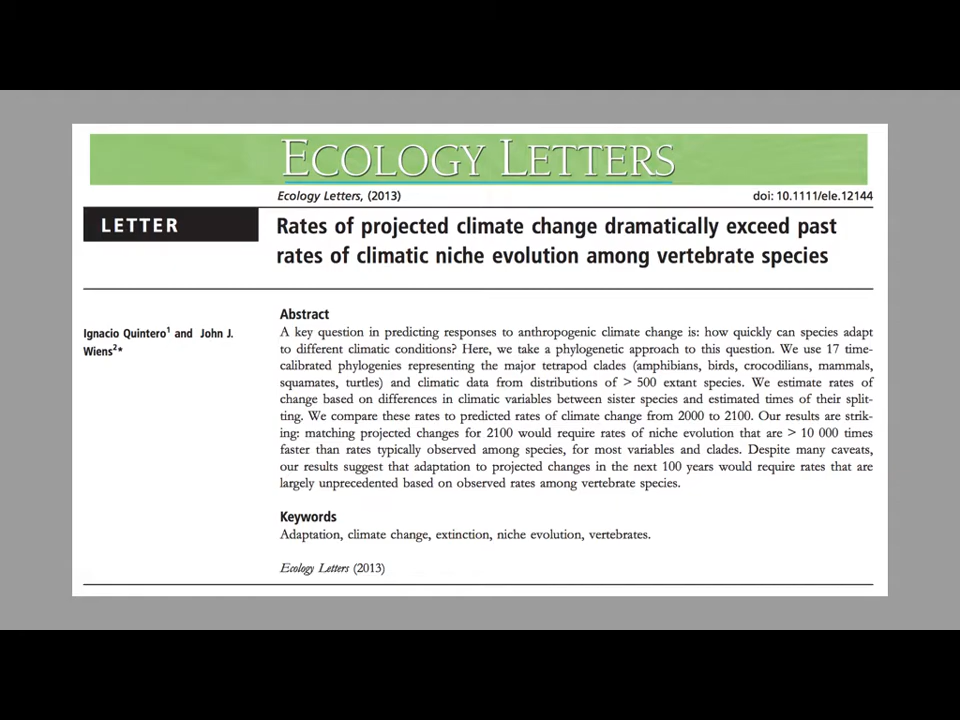 ECOLOGY LETTERS
Ecology Letters, (2013)
doi: 10.1111/ele.12144
LETTER
Rates of projected climate change dramatically exceed past
rates of climatic niche evolution among vertebrate species
Ignacio Quintero1 and John J.
Wiens2*
Abstract
A key question in predicting responses to anthropogenic climate change is: how quickly can species adapt
to different climatic conditions? Here, we take a phylogenetic approach to this question. We use 17 time-
calibrated phylogenies representing the major tetrapod clades (amphibians, birds, crocodilians, mammals,
squamates, turtles) and climatic data from distributions of > 500 extant species. We estimate rates of
change based on differences in climatic variables between sister species and estimated times of their split-
ting. We compare these rates to predicted rates of climate change from 2000 to 2100. Our results are strik-
ing: matching projected changes for 2100 would require rates of niche evolution that are > 10 000 times
faster than rates typically observed among species, for most variables and clades. Despite many caveats,
our results suggest that adaptation to projected changes in the next 100 years would require rates that are
largely unprecedented based on observed rates among vertebrate species.
Keywords
Adaptation, climate change, extinction, niche evolution, vertebrates.
Ecology Letters (2013)